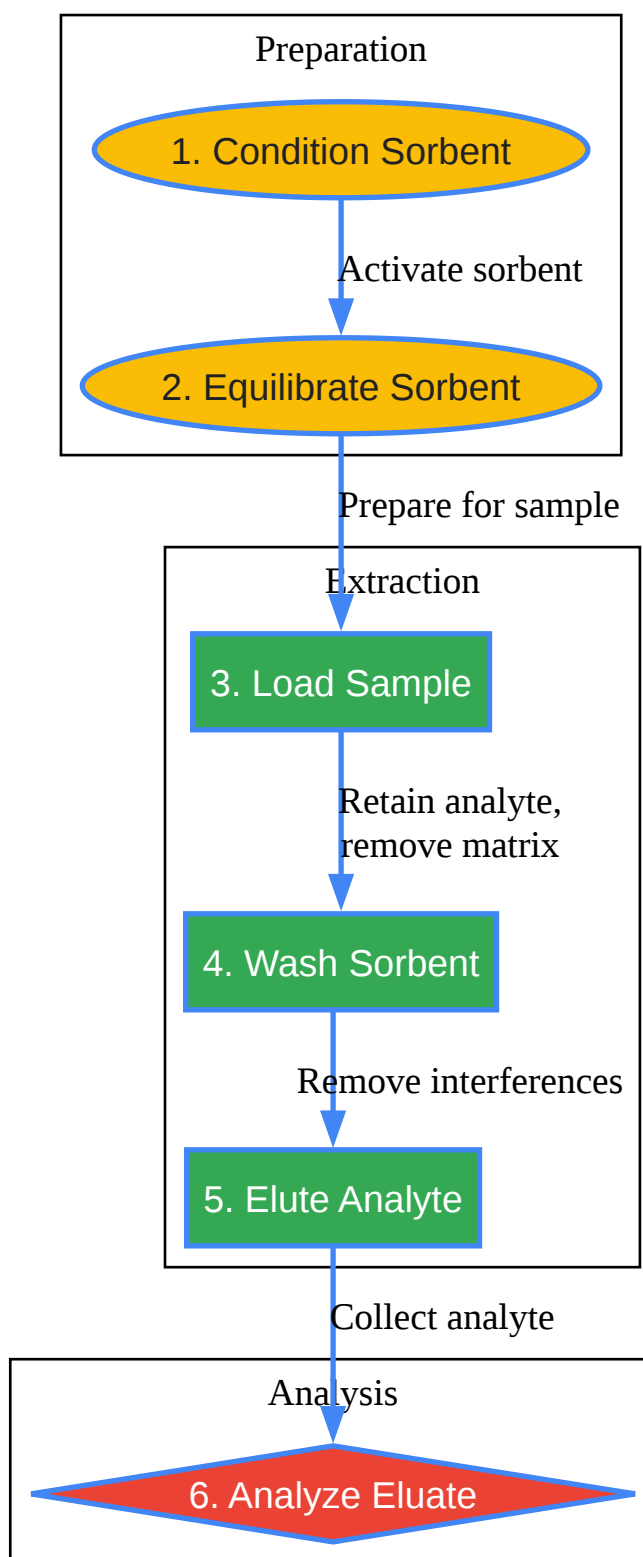 Preparation
1. Condition Sorbent
Activate sorbent
2. Equilibrate Sorbent
Prepare for sample
Extraction
3. Load Sample
Retain analyte,
remove matrix
4. Wash Sorbent
Remove interferences
5. Elute Analyte
Collect analyte
Analysis
6. Analyze Eluate